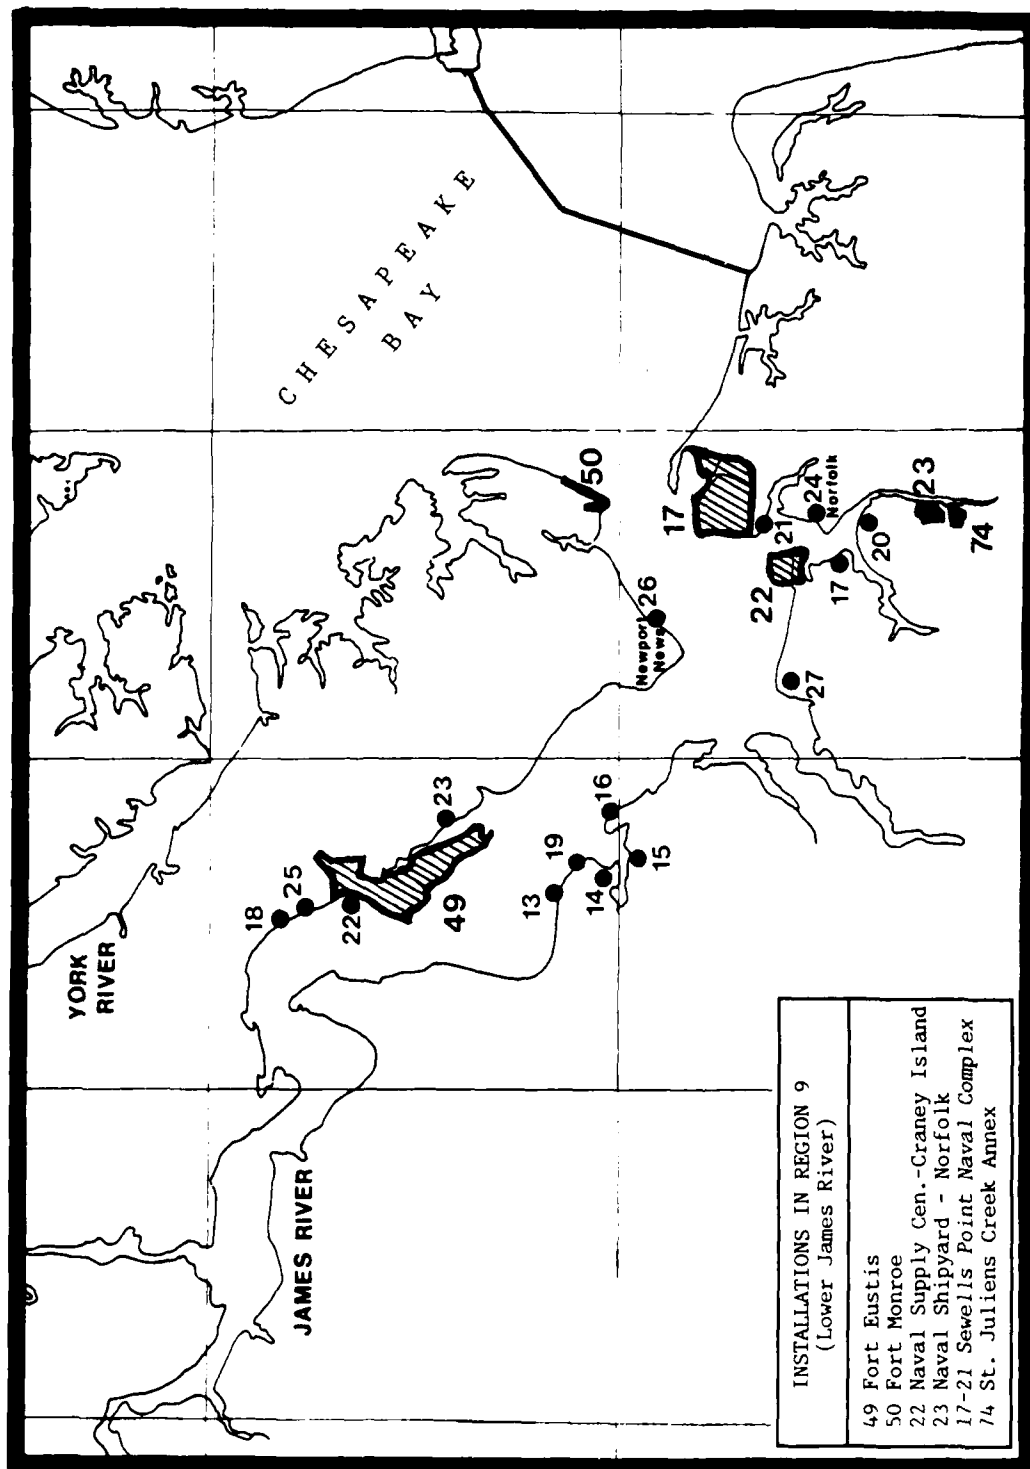 CHESAPEAKE
BAY
YORK
RIVER
JAMES RIVER
18
25
22
49
23
13
19
14
16
15
50
Newport
News
26
17
21
24
Norfolk
22
17
20
23
74
27
INSTALLATIONS IN REGION 9
(Lower James River)
49 Fort Eustis
50 Fort Monroe
22 Naval Supply Cen.-Craney Island
23 Naval Shipyard - Norfolk
17-21 Sewells Point Naval Complex
74 St. Juliens Creek Annex